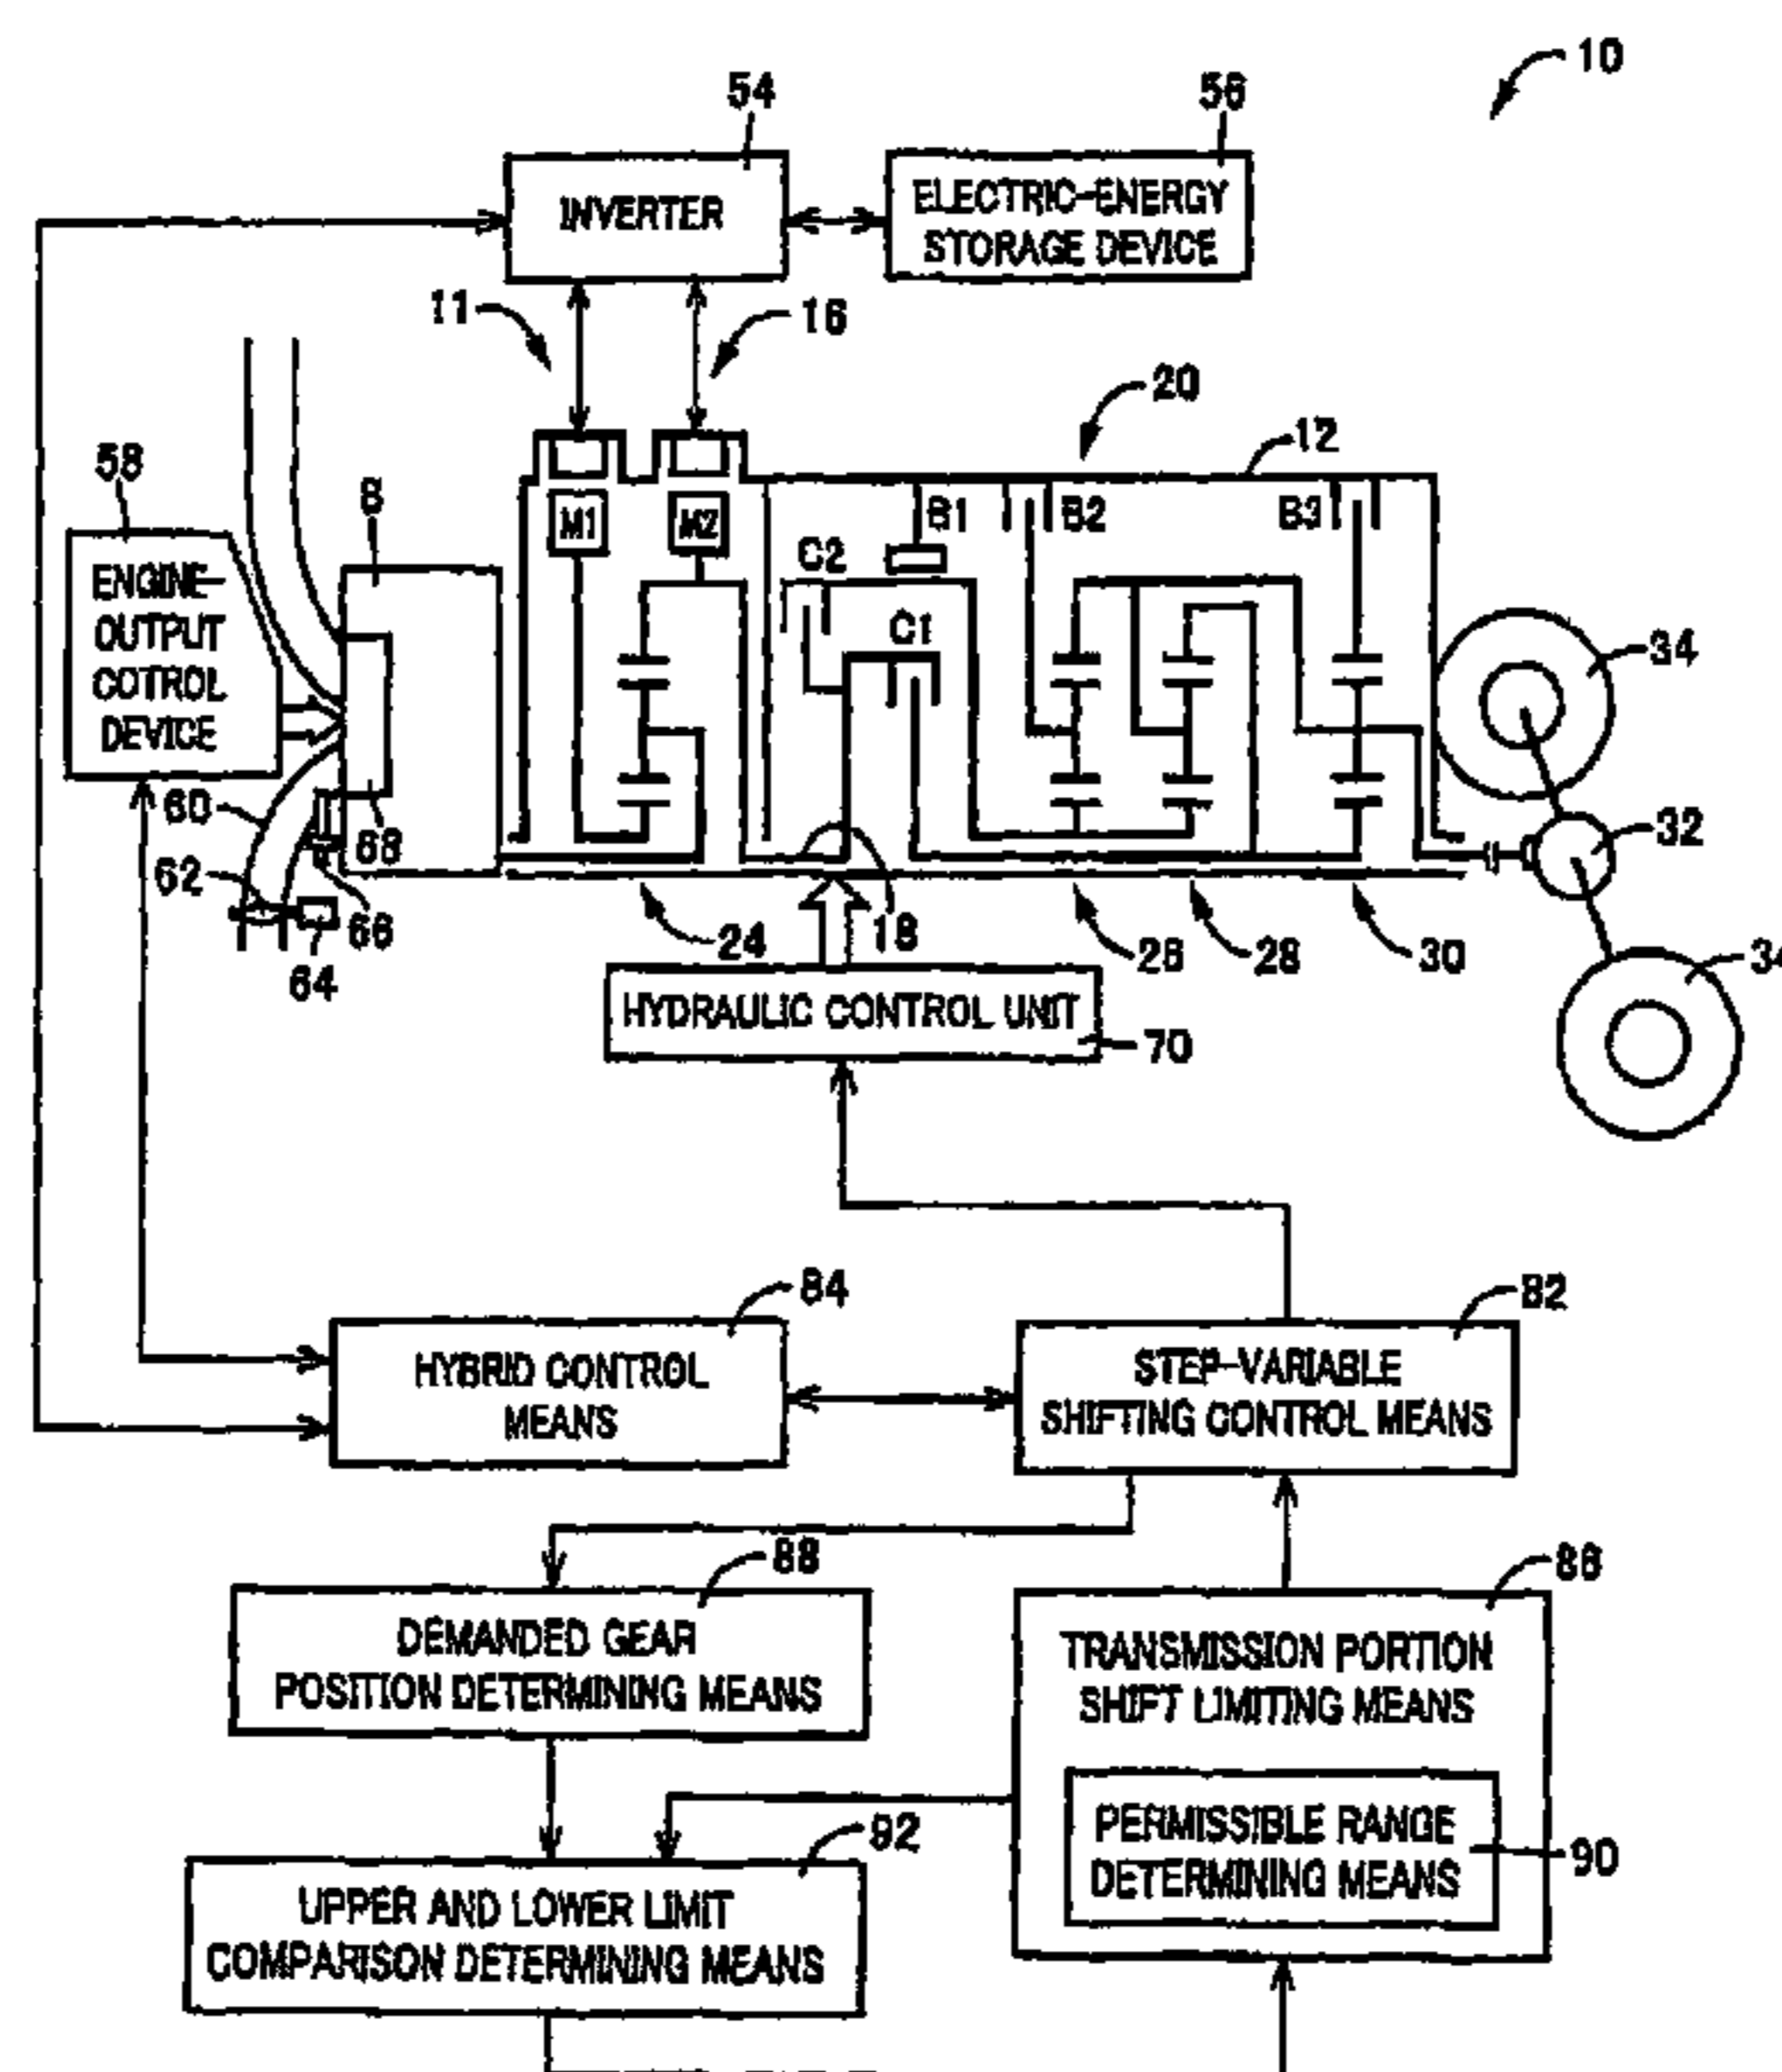 10
54
56
INVERTER
ELECTRIC-ENERGY
STORAGE DEVICE
11
16
20
12
58
8
M1
M2
B1
B2
B3
C2
C1
ENGINE-
OUTPUT
COTROL
DEVICE
34
32
60
68
62
66
64
24
18
26
28
30
34
HYDRAULIC CONTROL UNIT
70
84
82
HYBRID CONTROL
MEANS
STEP-VARIABLE
SHIFTING CONTROL MEANS
88
86
DEMANDED GEAR
POSITION DETERMINING MEANS
TRANSMISSION PORTION
SHIFT LIMITING MEANS
92
PERMISSIBLE RANGE
DETERMINING MEANS
90
UPPER AND LOWER LIMIT
COMPARISON DETERMINING MEANS